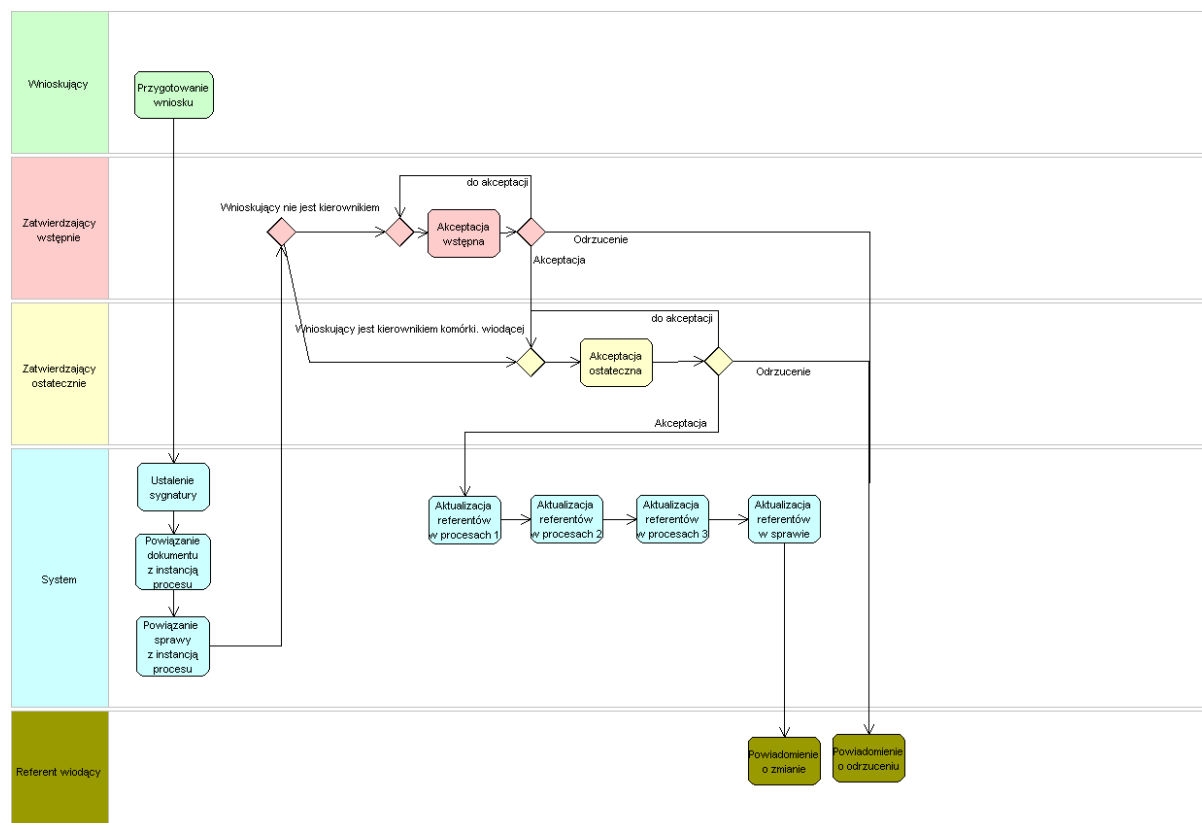 Wnioskujący
Przygotowanie
wniosku
Zatwierdzający
wstępnie
Wnioskujący nie jest kierownikiem
do akceptacji
Akceptacja
wstępna
Odrzucenie
Akceptacja
Zatwierdzający
ostatecznie
Wnioskujący jest kierownikiem komórki. wiodącej
do akceptacji
Akceptacja
ostateczna
Odrzucenie
Akceptacja
System
Ustalenie
sygnatury
Powiązanie
dokumentu
z instancją
procesu
Powiązanie
sprawy
z instancją
procesu
Aktualizacja
referentów
w procesach 1
Aktualizacja
referentów
w procesach 2
Aktualizacja
referentów
w procesach 3
Aktualizacja
referentów
w sprawie
Referent wiodący
Powiadomienie
o zmianie
Powiadomienie
o odrzuceniu